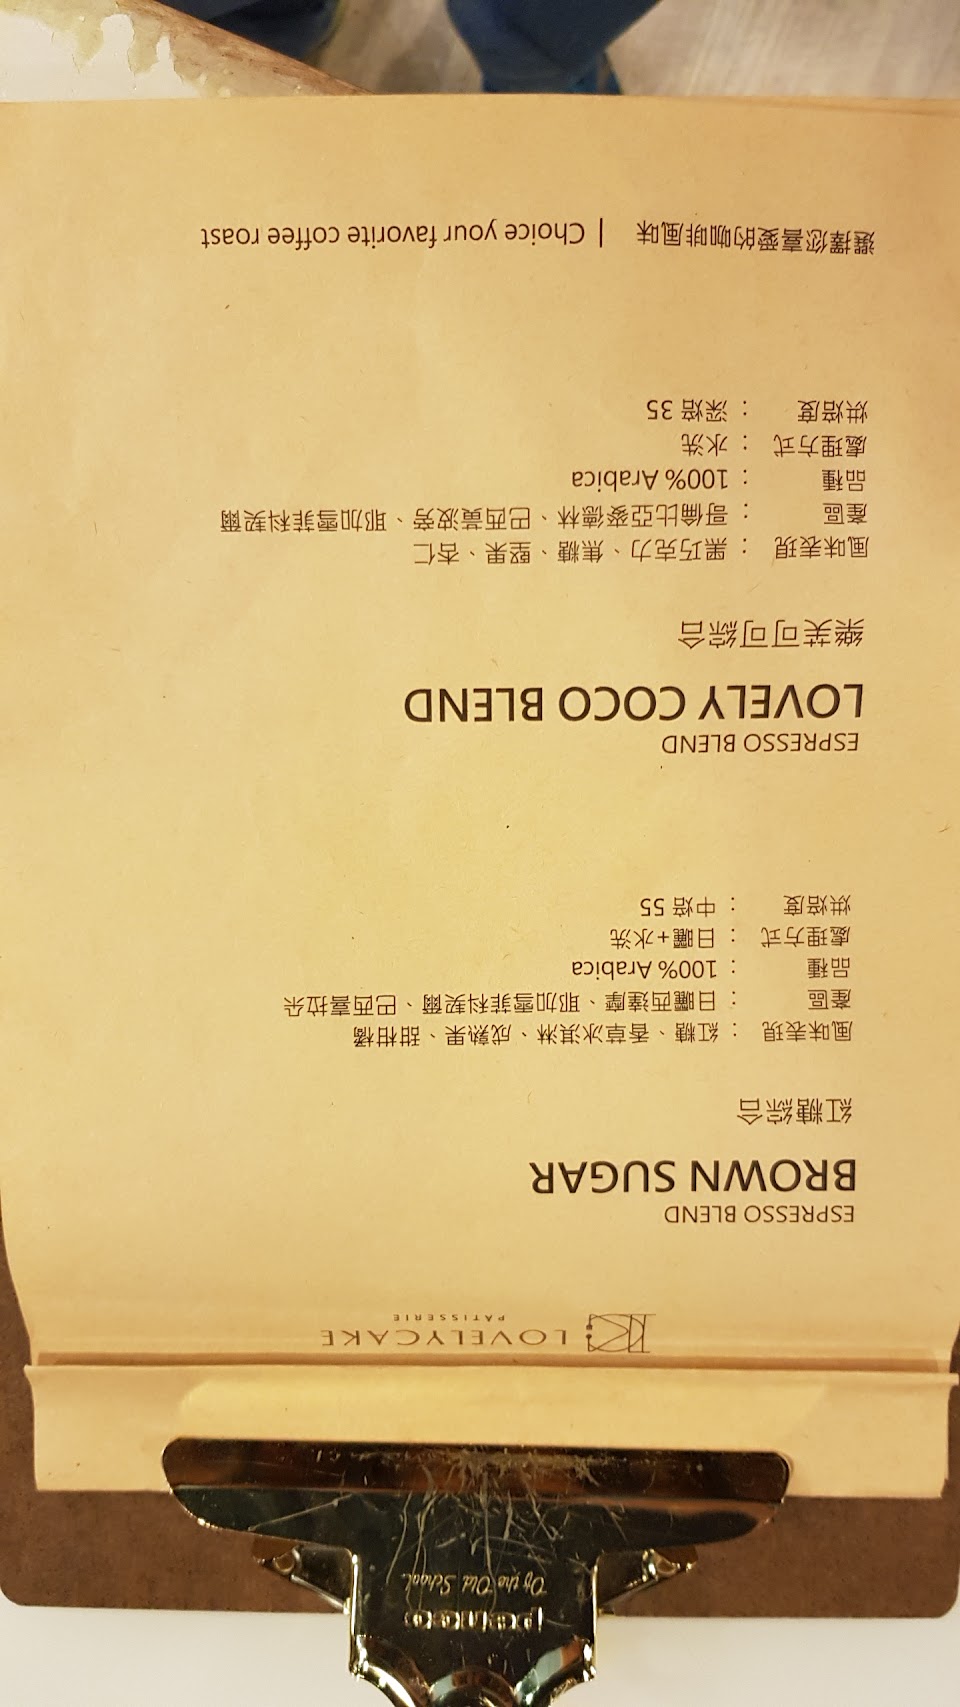 LOVELYCAKE
PATISSERIE
ESPRESSO BLEND
BROWN SUGAR
紅糖綜合
風味表現 : 紅糖、香草冰淇淋、成熟果、甜柑橘
產區 : 日曬西達摩、耶加雪菲科契爾、巴西喜拉朵
品種 : 100% Arabica
處理方式 : 日曬+水洗
烘焙度 : 中焙 55
ESPRESSO BLEND
LOVELY COCO BLEND
樂芙可可綜合
風味表現 : 黑巧克力、焦糖、堅果、杏仁
產區 : 哥倫比亞麥德林、巴西黃波旁、耶加雪菲科契爾
品種 : 100% Arabica
處理方式 : 水洗
烘焙度 : 深焙 35
選擇您喜愛的咖啡風味 | Choice your favorite coffee roast
Of the Old School
penco